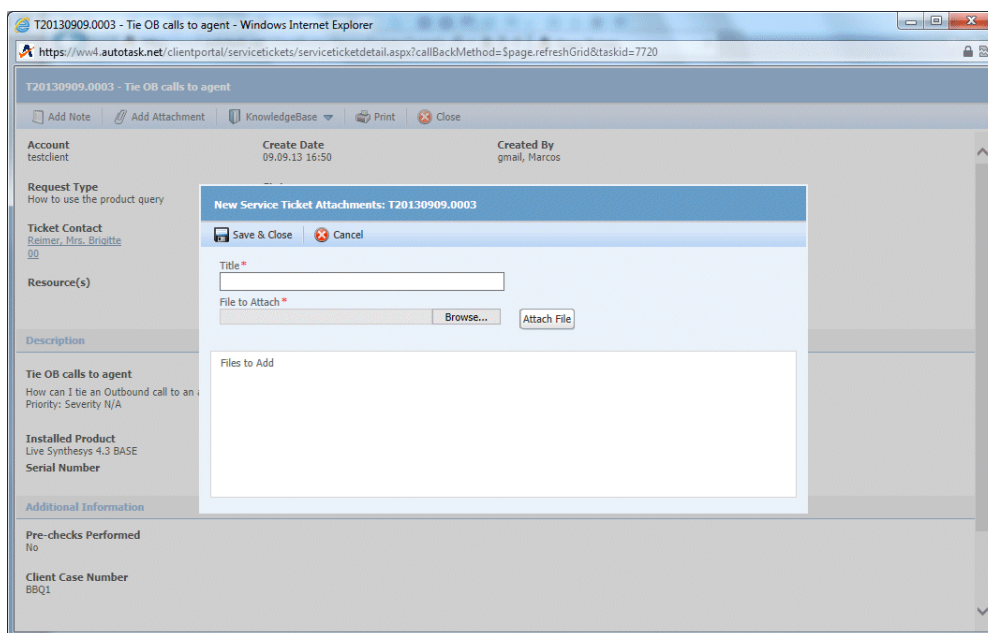 T20130909.0003 - Tie OB calls to agent - Windows Internet Explorer
https://ww4.autotask.net/clientportal/servicetickets/serviceticketdetail.aspx?callBackMethod=$page.refreshGrid&taskid=7720
T20130909.0003 - Tie OB calls to agent
Add Note Add Attachment KnowledgeBase Print Close
Account Create Date Created By
testclient 09.09.13 16:50 gmail, Marcos
Request Type
How to use the product query
New Service Ticket Attachments: T20130909.0003
Ticket Contact
Reimer, Mrs. Brigitte
00
Save & Close Cancel
Resource(s)
Title*
File to Attach*
Browse... Attach File
Description
Files to Add
Tie OB calls to agent
How can I tie an Outbound call to an
Priority: Severity N/A
Installed Product
Live Synthesys 4.3 BASE
Serial Number
Additional Information
Pre-checks Performed
No
Client Case Number
BBQ1